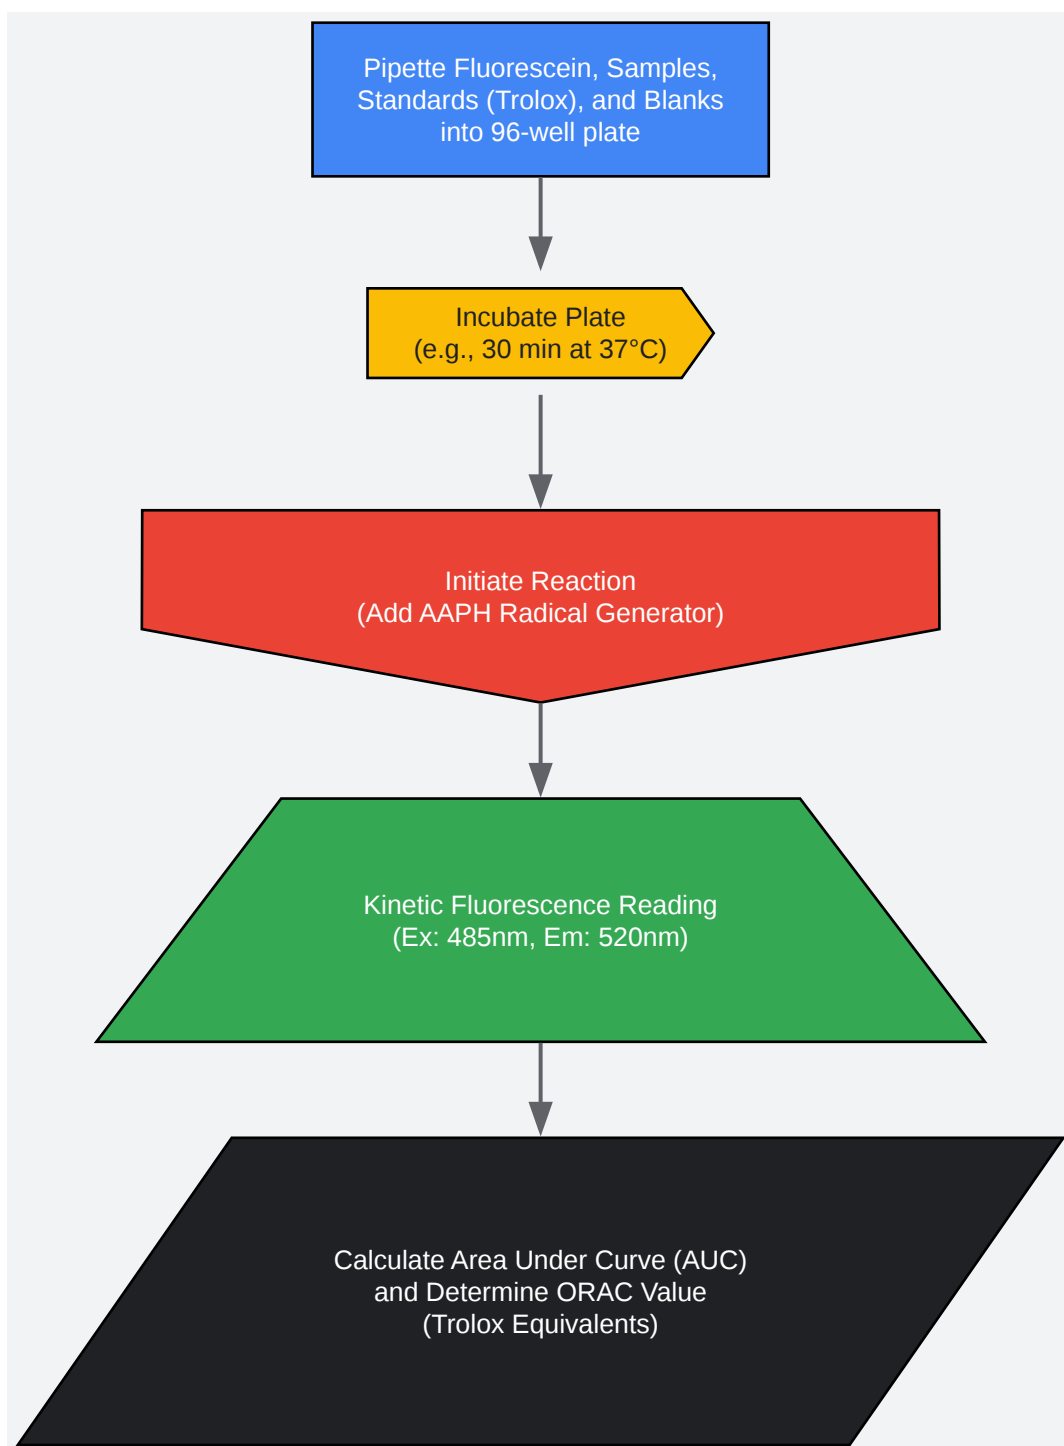 Pipette Fluorescein, Samples,
Standards (Trolox), and Blanks
into 96-well plate
Incubate Plate
(e.g., 30 min at 37°C)
Initiate Reaction
(Add AAPH Radical Generator)
Kinetic Fluorescence Reading
(Ex: 485nm, Em: 520nm)
Calculate Area Under Curve (AUC)
and Determine ORAC Value
(Trolox Equivalents)